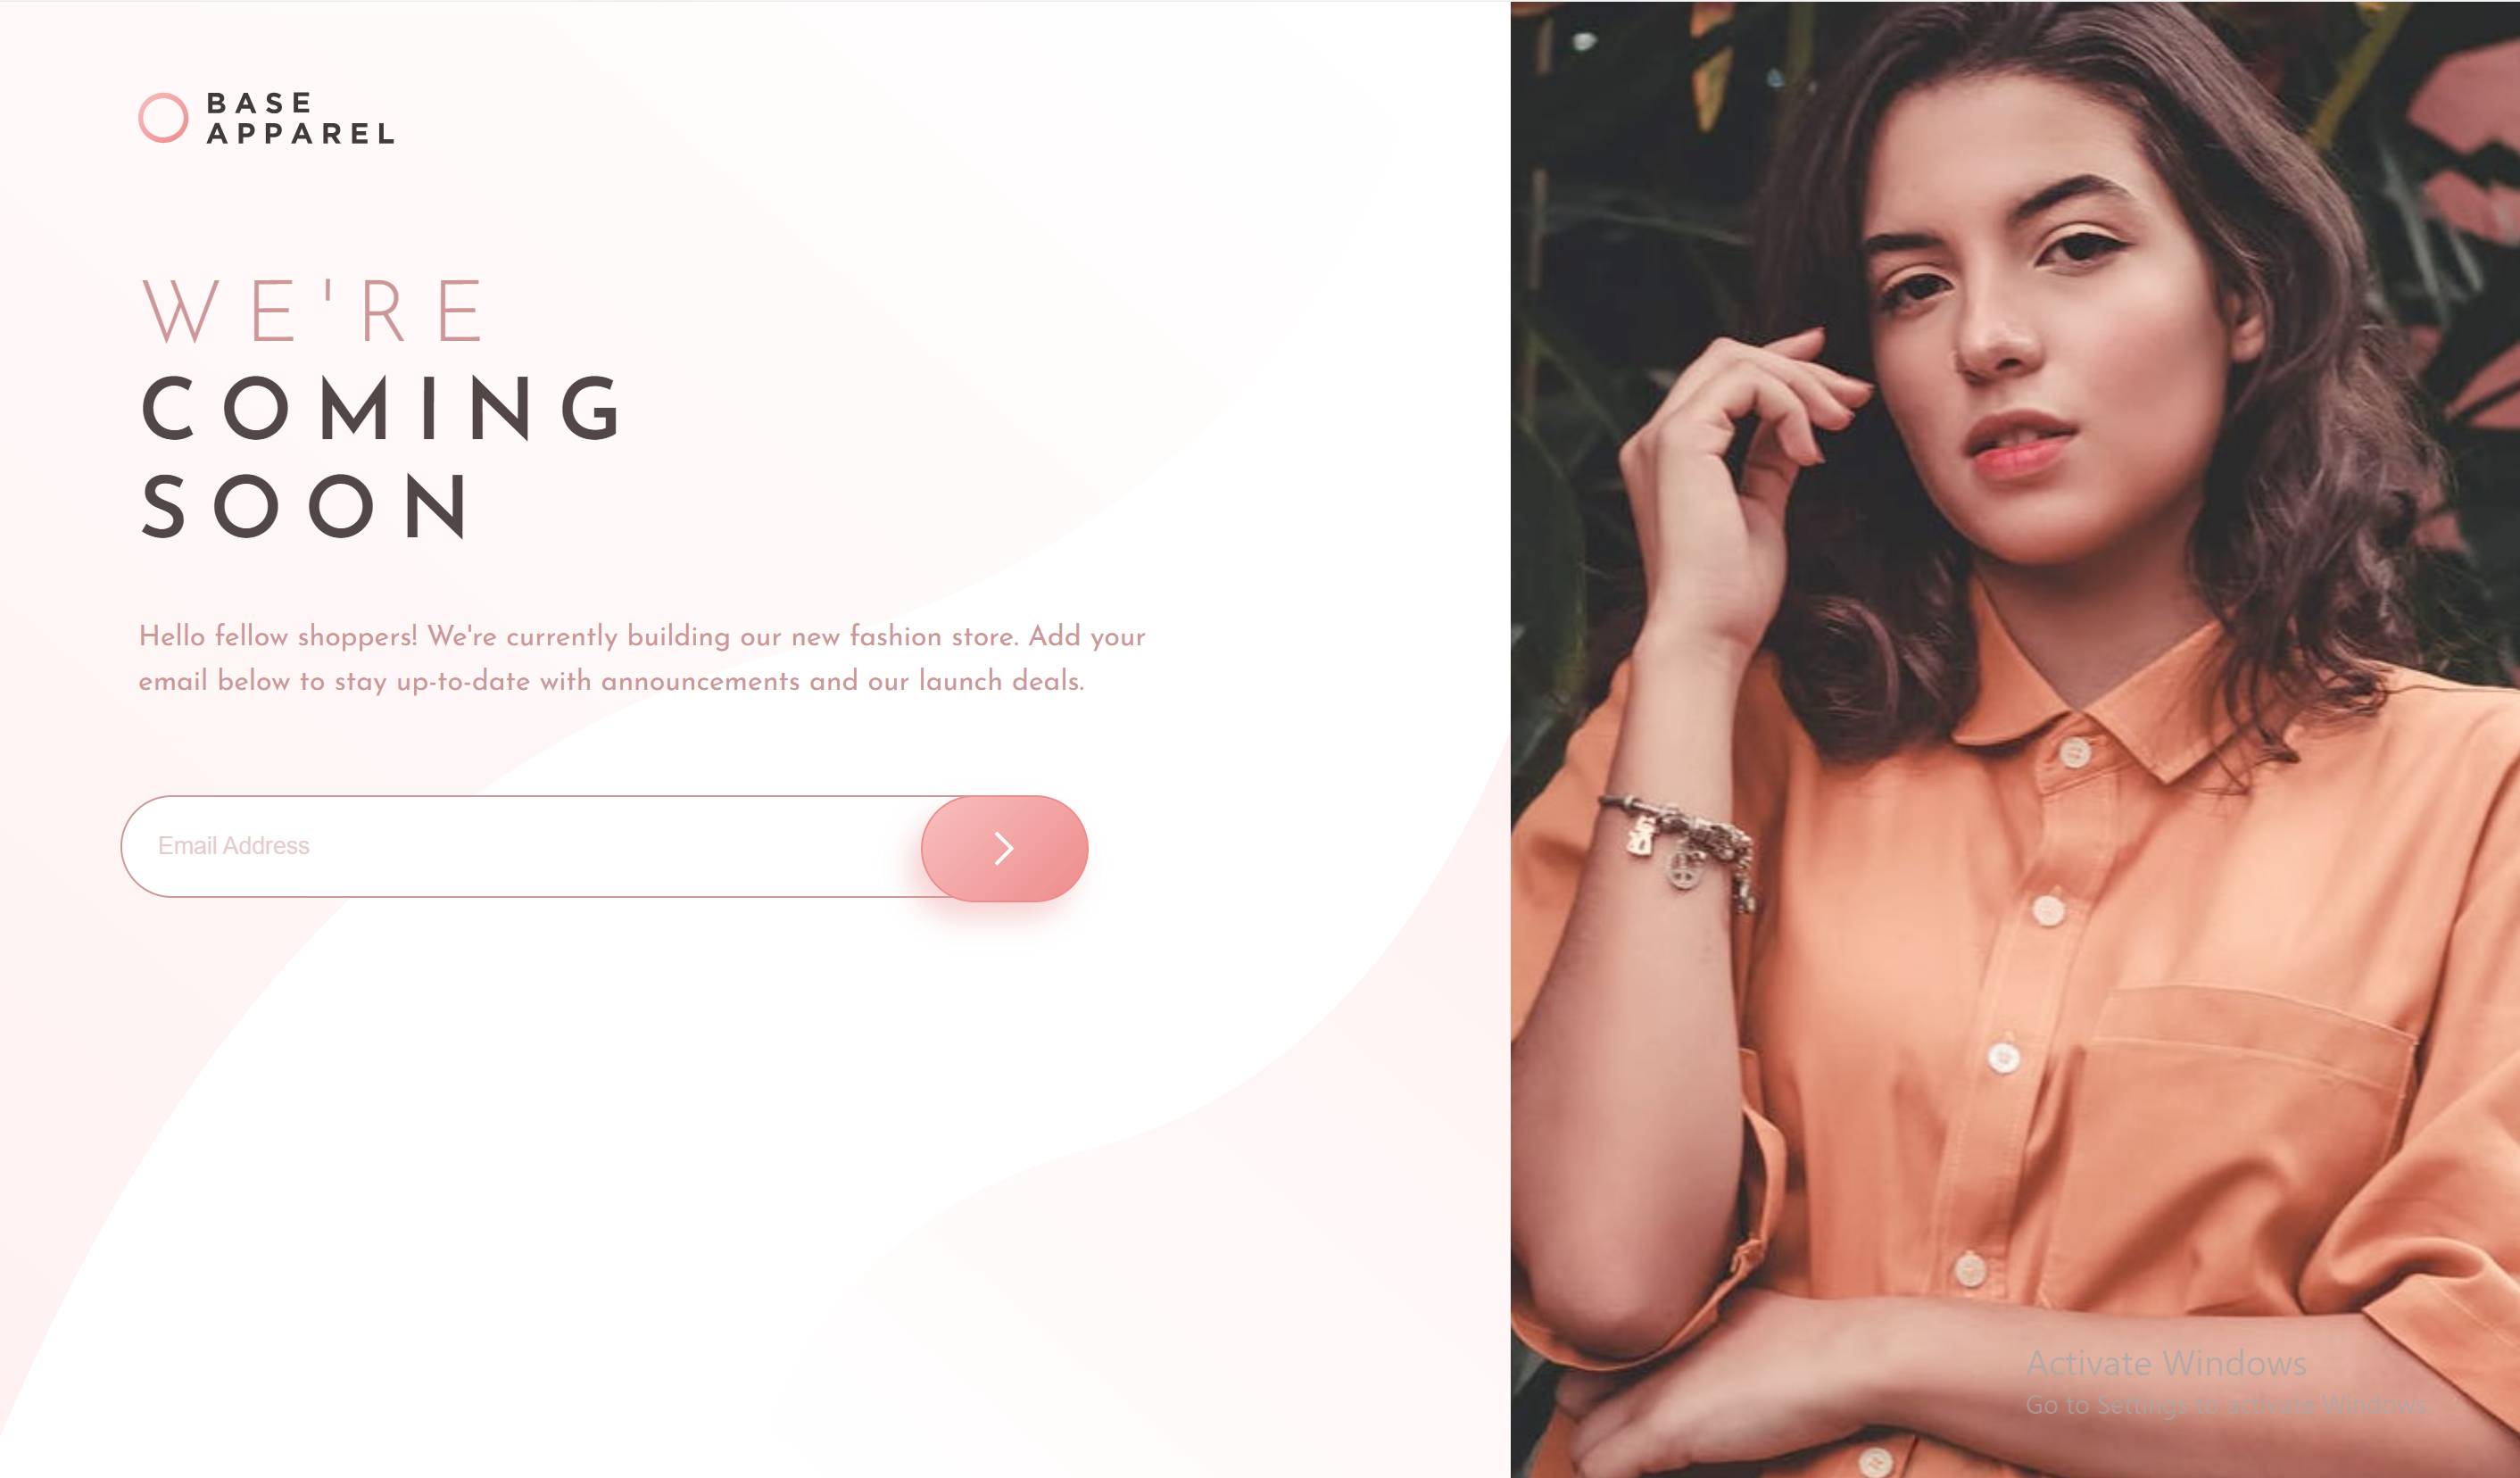 BASE
APPAREL
WE'RE
COMING
SOON
Hello fellow shoppers! We're currently building our new fashion store. Add your
email below to stay up-to-date with announcements and our launch deals.
Email Address
Activate Windows
Go to Settings to activate Windows.